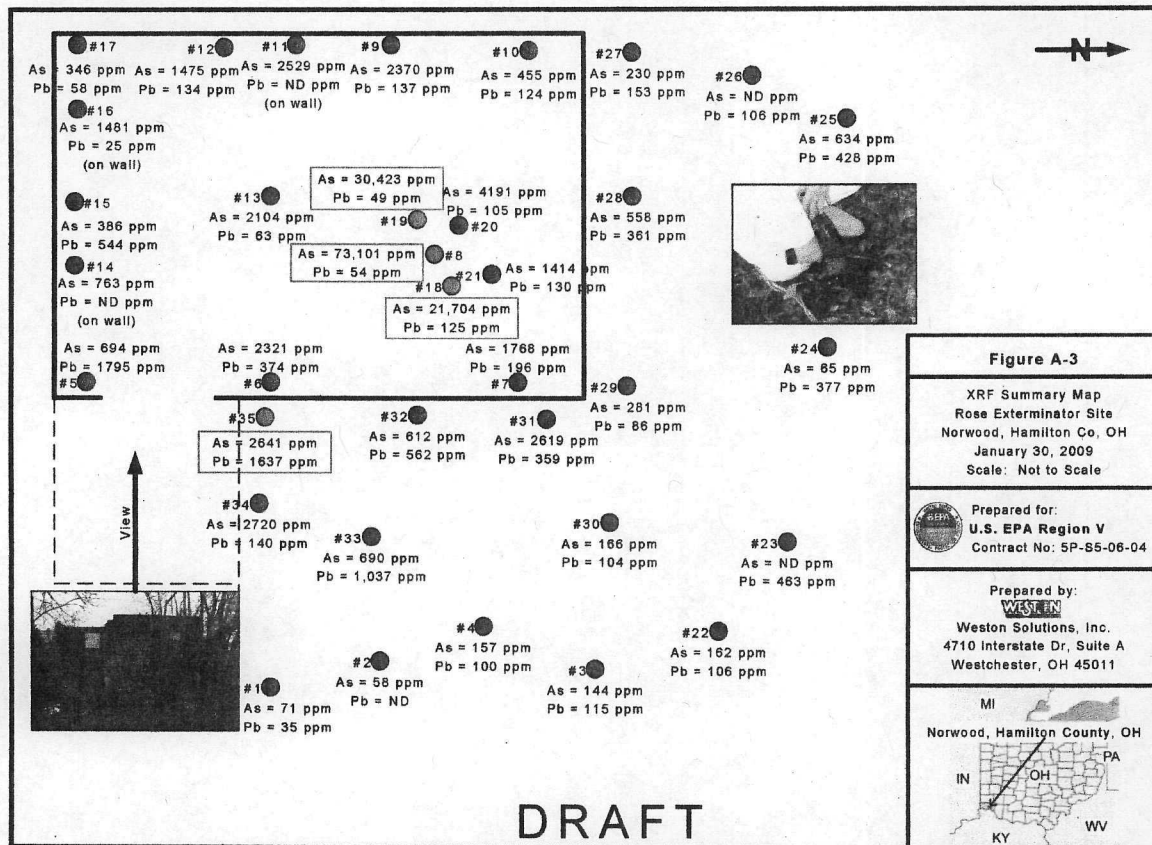 #17
As = 346 ppm
Pb = 58 ppm
#12
As = 1475 ppm
Pb = 134 ppm
#11
As = 2529 ppm
Pb = ND ppm
(on wall)
#9
As = 2370 ppm
Pb = 137 ppm
#10
As = 455 ppm
Pb = 124 ppm
#27
As = 230 ppm
Pb = 153 ppm
#26
As = ND ppm
Pb = 106 ppm
#25
As = 634 ppm
Pb = 428 ppm
N
#16
As = 1481 ppm
Pb = 25 ppm
(on wall)
#15
As = 386 ppm
Pb = 544 ppm
#13
As = 2104 ppm
Pb = 63 ppm
As = 30,423 ppm
Pb = 49 ppm
#19
As = 4191 ppm
Pb = 105 ppm
#20
#28
As = 558 ppm
Pb = 361 ppm
#14
As = 763 ppm
Pb = ND ppm
(on wall)
As = 73,101 ppm
Pb = 54 ppm
#8
#18
As = 21,704 ppm
Pb = 125 ppm
#21
As = 1414 ppm
Pb = 130 ppm
As = 694 ppm
Pb = 1795 ppm
#5
As = 2321 ppm
Pb = 374 ppm
#6
As = 1768 ppm
Pb = 196 ppm
#7
#24
As = 65 ppm
Pb = 377 ppm
#29
As = 281 ppm
Pb = 86 ppm
#35
As = 2641 ppm
Pb = 1637 ppm
#32
As = 612 ppm
Pb = 562 ppm
#31
As = 2619 ppm
Pb = 359 ppm
View
#34
As = 2720 ppm
Pb = 140 ppm
#33
As = 690 ppm
Pb = 1,037 ppm
#30
As = 166 ppm
Pb = 104 ppm
#23
As = ND ppm
Pb = 463 ppm
#4
As = 157 ppm
Pb = 100 ppm
#22
As = 162 ppm
Pb = 106 ppm
#2
As = 58 ppm
Pb = ND
#3
As = 144 ppm
Pb = 115 ppm
#1
As = 71 ppm
Pb = 35 ppm
DRAFT
Figure A-3
XRF Summary Map
Rose Exterminator Site
Norwood, Hamilton Co, OH
January 30, 2009
Scale: Not to Scale
EPA
Prepared for:
U.S. EPA Region V
Contract No: 5P-S5-06-04
Prepared by:
Weston Solutions, Inc.
4710 Interstate Dr, Suite A
Westchester, OH 45011
MI
Norwood, Hamilton County, OH
PA
IN
OH
WV
KY